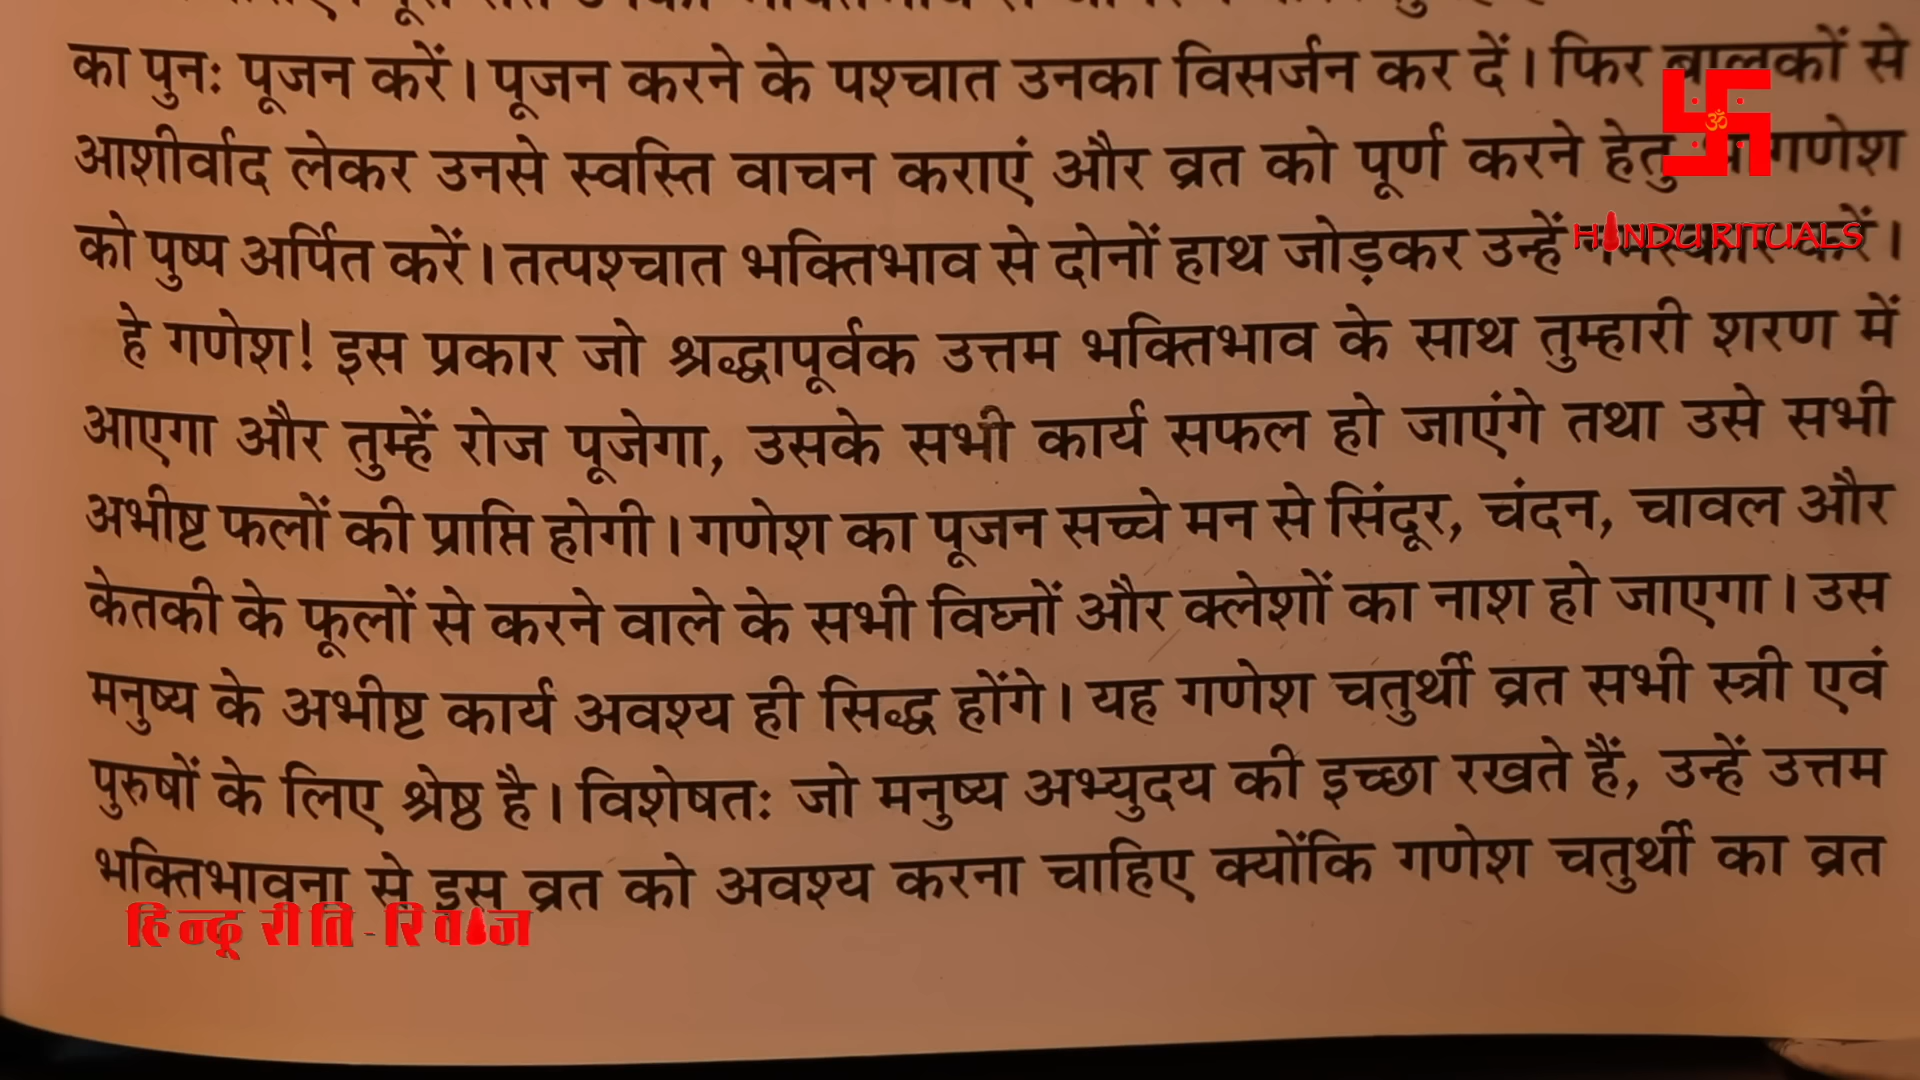 का पुनः पूजन करें। पूजन करने के पश्चात उनका विसर्जन कर दें। फिर बालकों से
आशीर्वाद लेकर उनसे स्वस्ति वाचन कराएं और व्रत को पूर्ण करने हेतु गणेश
को पुष्प अर्पित करें। तत्पश्चात भक्तिभाव से दोनों हाथ जोड़कर उन्हें नमस्कार करें।
HINDU RITUALS
हे गणेश! इस प्रकार जो श्रद्धापूर्वक उत्तम भक्तिभाव के साथ तुम्हारी शरण में
आएगा और तुम्हें रोज पूजेगा, उसके सभी कार्य सफल हो जाएंगे तथा उसे सभी
अभीष्ट फलों की प्राप्ति होगी। गणेश का पूजन सच्चे मन से सिंदूर, चंदन, चावल और
केतकी के फूलों से करने वाले के सभी विघ्नों और क्लेशों का नाश हो जाएगा। उस
मनुष्य के अभीष्ट कार्य अवश्य ही सिद्ध होंगे। यह गणेश चतुर्थी व्रत सभी स्त्री एवं
पुरुषों के लिए श्रेष्ठ है। विशेषतः जो मनुष्य अभ्युदय की इच्छा रखते हैं, उन्हें उत्तम
भक्तिभावना से इस व्रत को अवश्य करना चाहिए क्योंकि गणेश चतुर्थी का व्रत
हिन्दू रीति-रिवाज